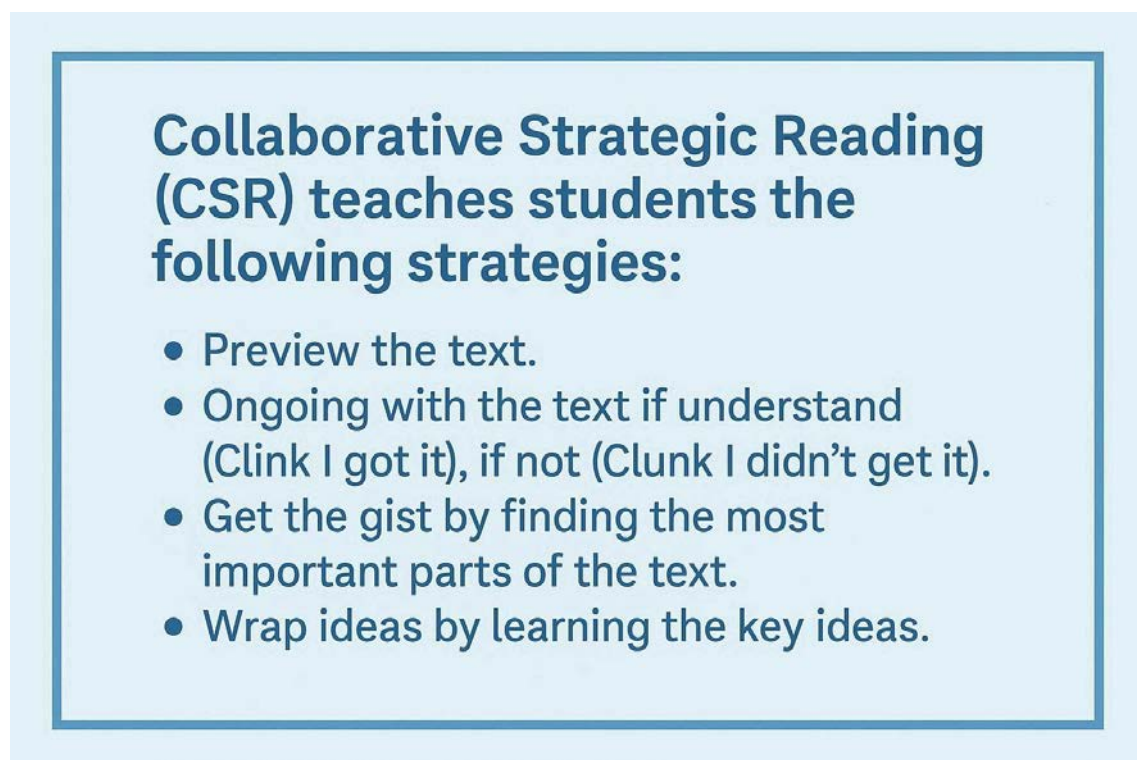 Collaborative Strategic Reading
(CSR) teaches students the
following strategies:
• Preview the text.
• Ongoing with the text if understand
(Clink I got it), if not (Clunk I didn’t get it).
• Get the gist by finding the most
important parts of the text.
• Wrap ideas by learning the key ideas.